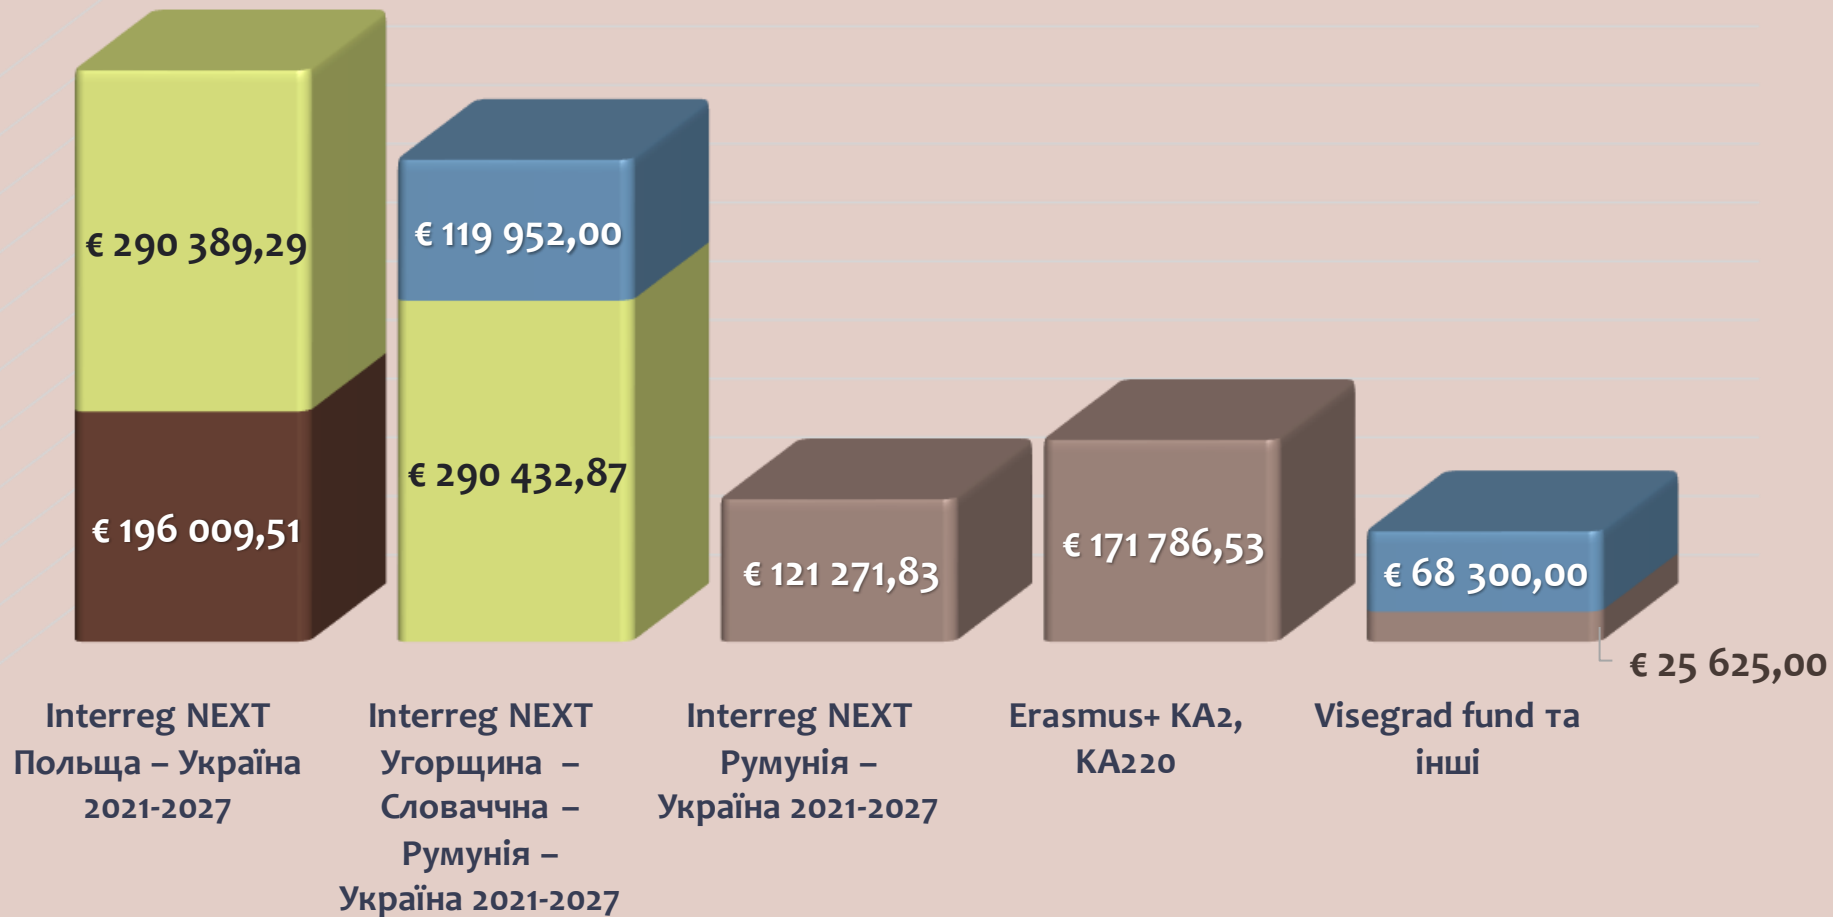 € 290 389,29
€ 196 009,51
€ 119 952,00
€ 290 432,87
€ 121 271,83
€ 171 786,53
€ 68 300,00
€ 25 625,00
Interreg NEXT
Польща – Україна
2021-2027
Interreg NEXT
Угорщина –
Словаччна –
Румунія –
Україна 2021-2027
Interreg NEXT
Румунія –
Україна 2021-2027
Erasmus+ KA2,
KA220
Visegrad fund та
інші